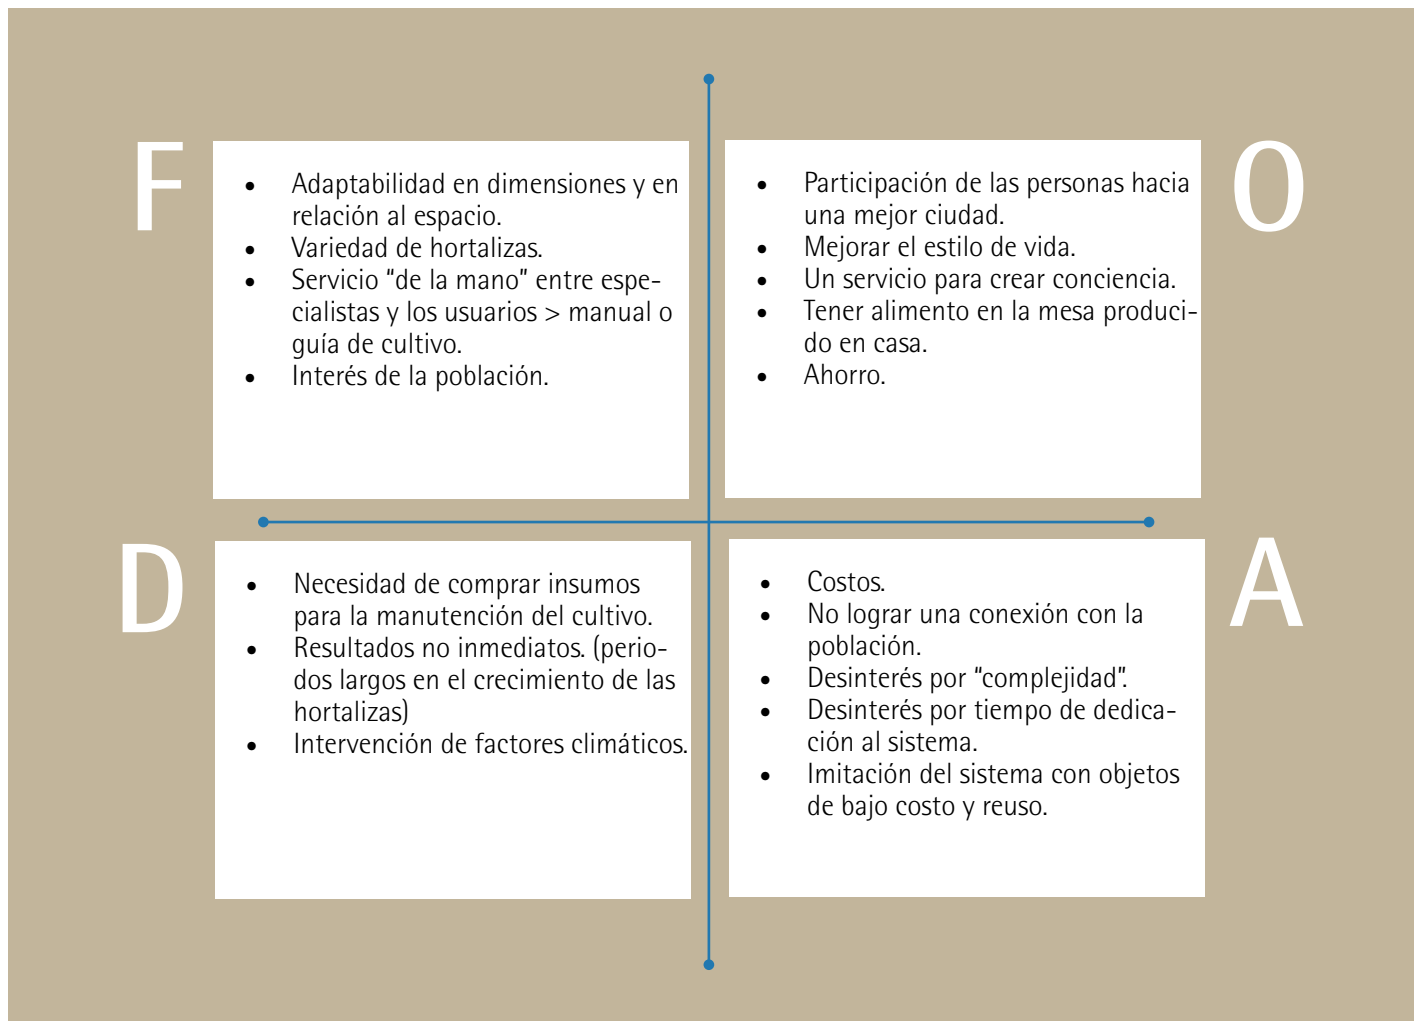 F
• Adaptabilidad en dimensiones y en
relación al espacio.
• Variedad de hortalizas.
• Servicio "de la mano" entre espe-
cialistas y los usuarios > manual o
guía de cultivo.
• Interés de la población.
O
• Participación de las personas hacia
una mejor ciudad.
• Mejorar el estilo de vida.
• Un servicio para crear conciencia.
• Tener alimento en la mesa produci-
do en casa.
• Ahorro.
D
• Necesidad de comprar insumos
para la manutención del cultivo.
• Resultados no inmediatos. (perio-
dos largos en el crecimiento de las
hortalizas)
• Intervención de factores climáticos.
A
• Costos.
• No lograr una conexión con la
población.
• Desinterés por "complejidad".
• Desinterés por tiempo de dedica-
ción al sistema.
• Imitación del sistema con objetos
de bajo costo y reuso.